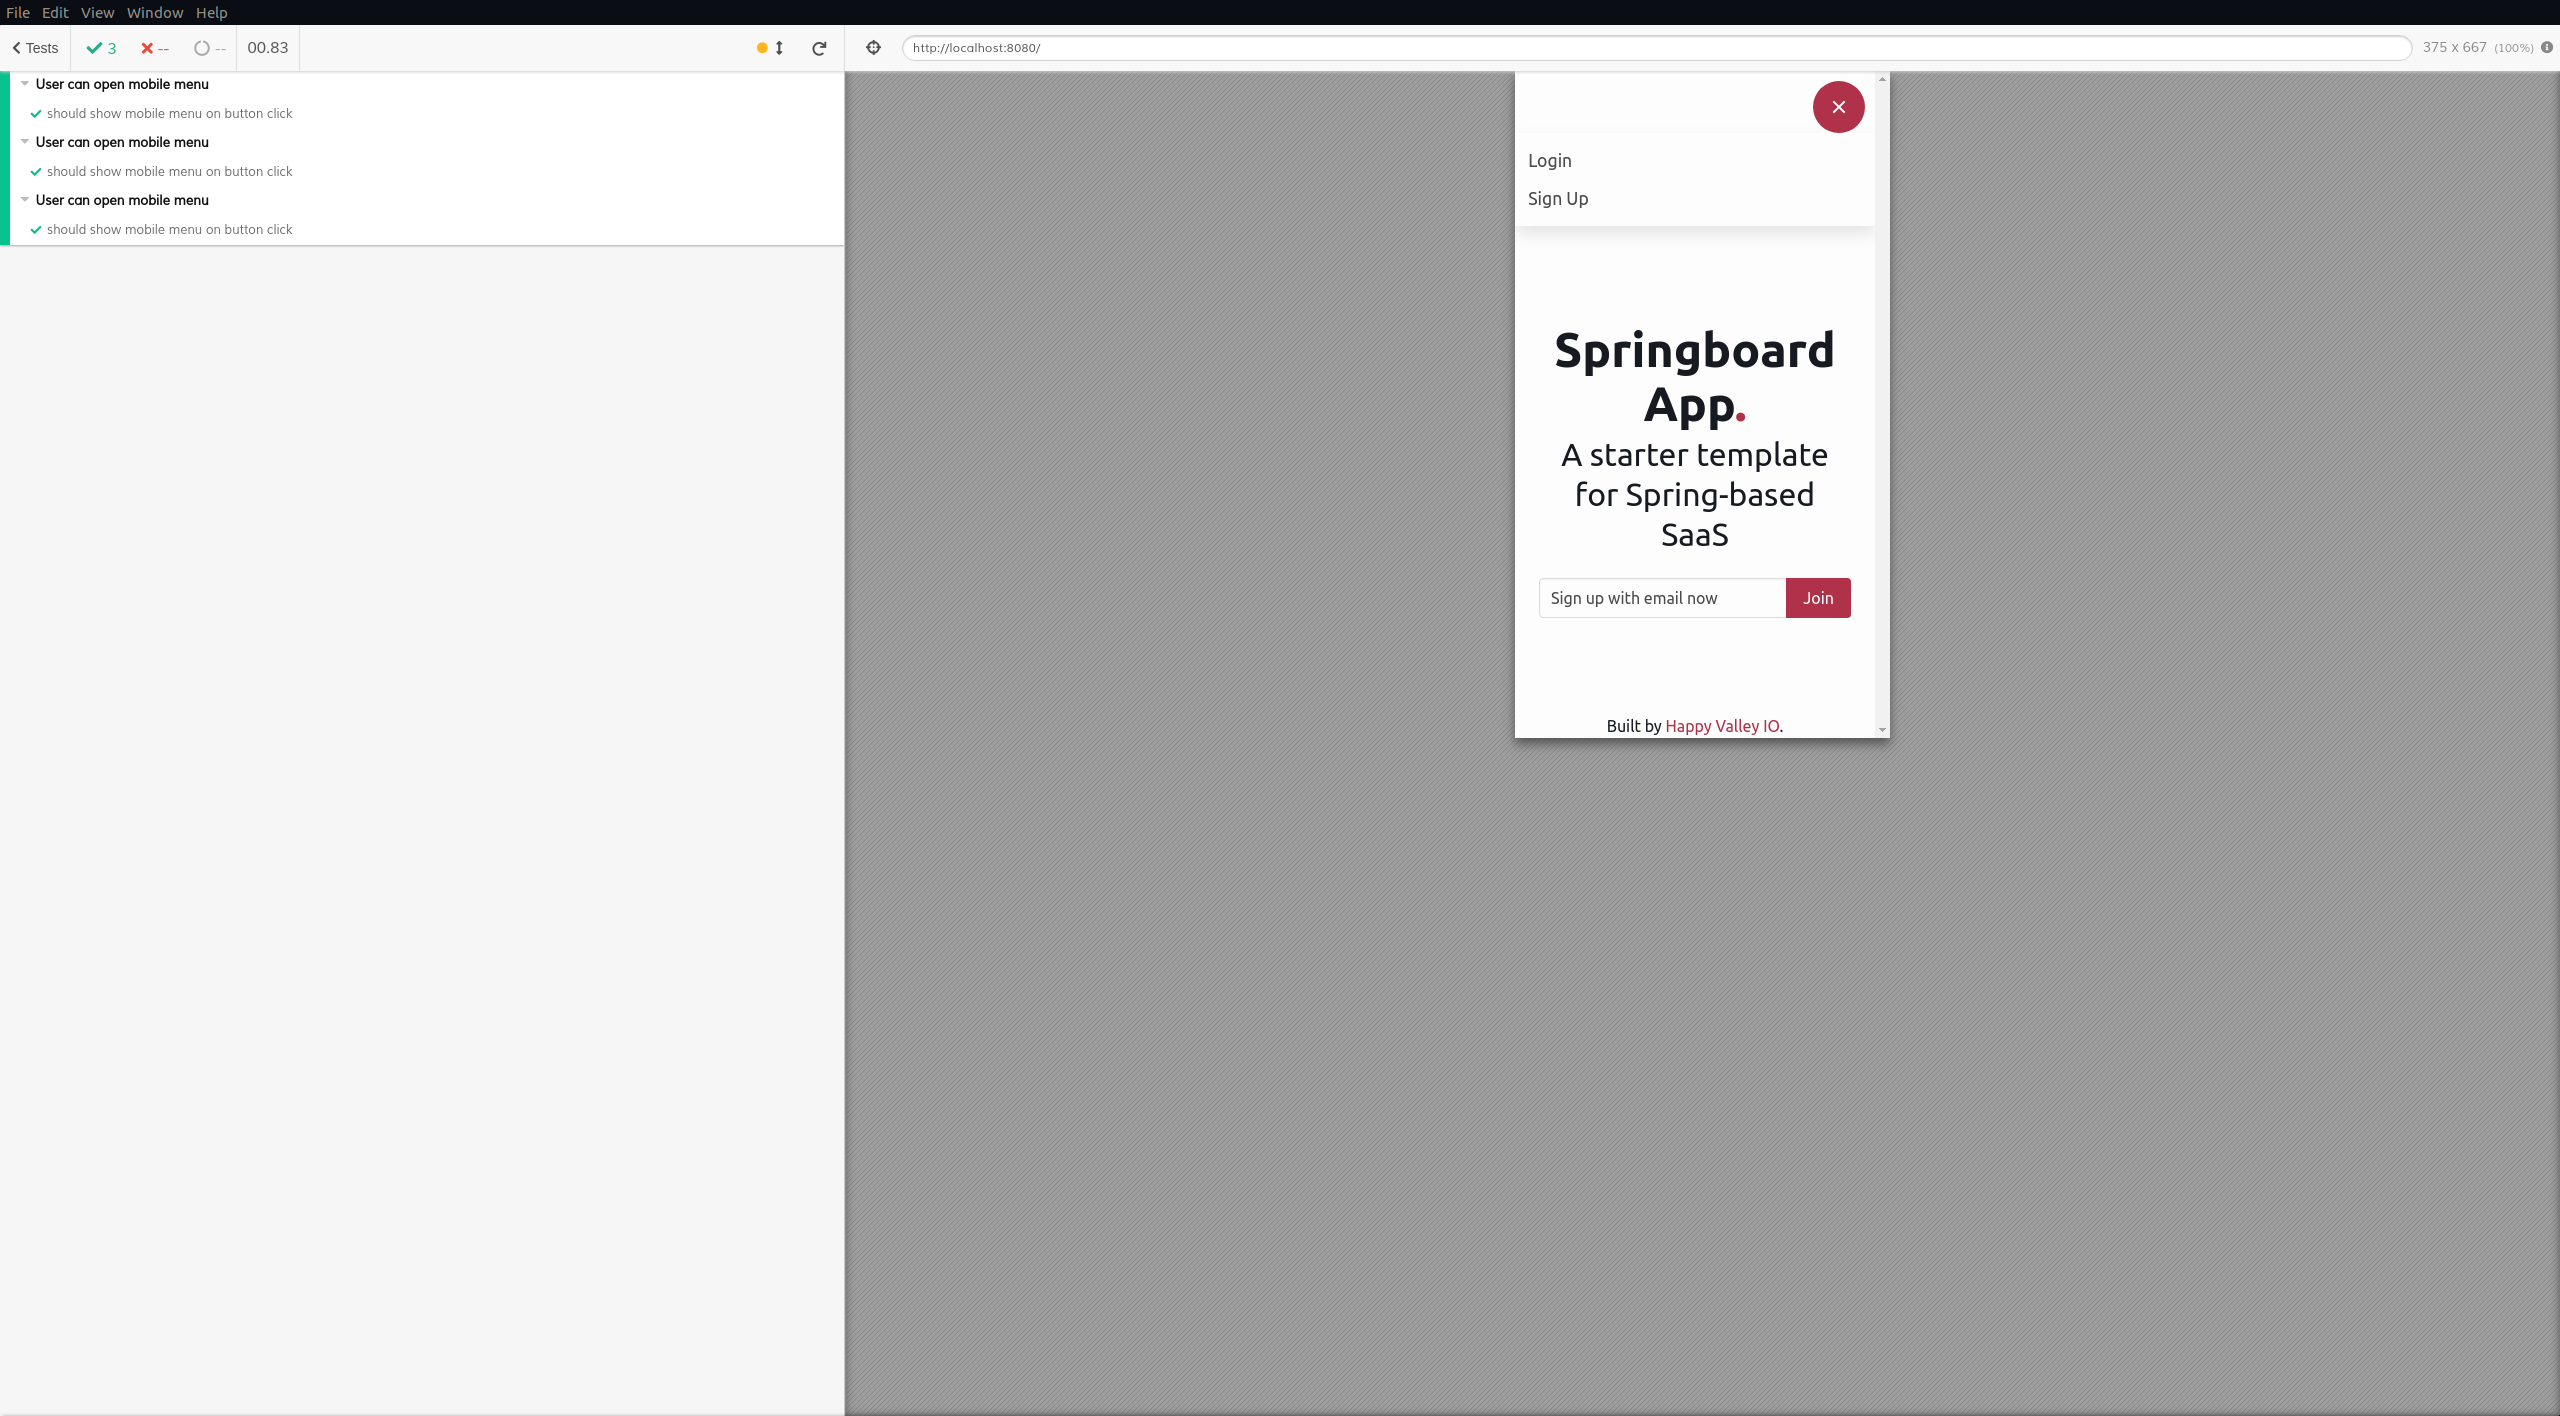 File Edit View Window Help
Tests 3 -- -- 00.83
http://localhost:8080/ 375 x 667 (100%)
User can open mobile menu
should show mobile menu on button click
User can open mobile menu
should show mobile menu on button click
User can open mobile menu
should show mobile menu on button click
Login
Sign Up
Springboard
App.
A starter template
for Spring-based
SaaS
Sign up with email now Join
Built by Happy Valley IO.